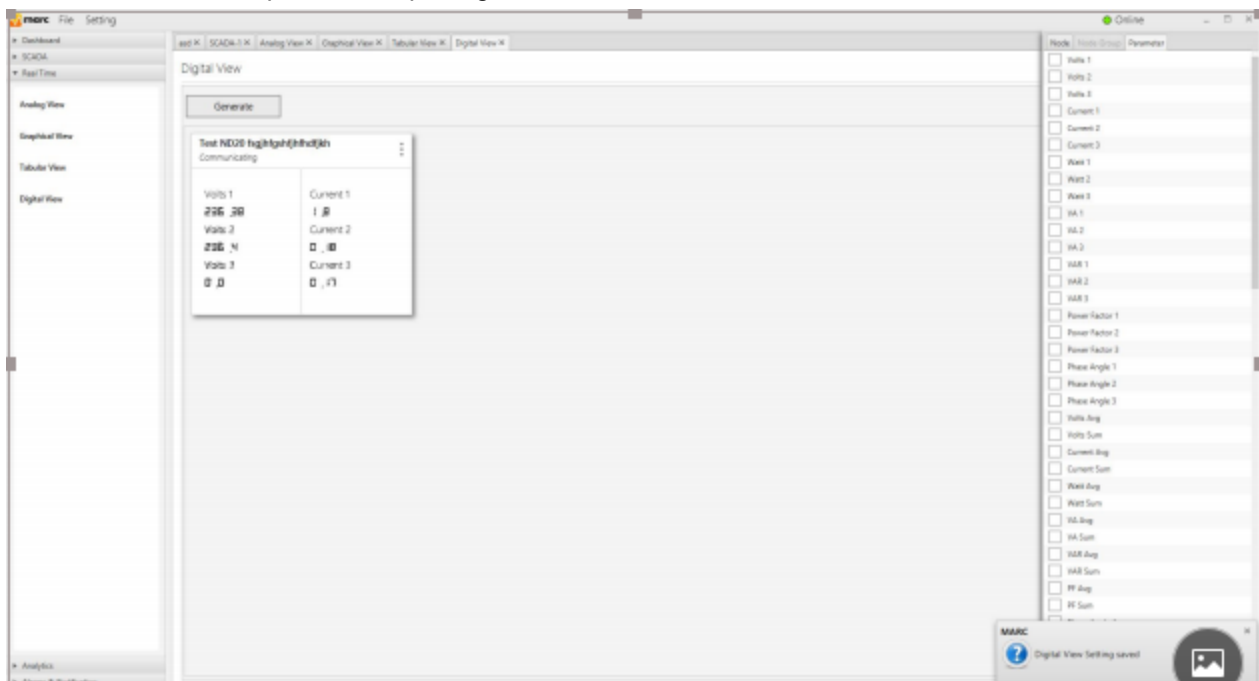 marc File Setting
Online
Dashboard
SCADA
Real Time
Analog View
Graphical View
Tabular View
Digital View
Analytics
asd × SCADA-1 × Analog View × Graphical View × Tabular View × Digital View ×
Digital View
Generate
Communicating
Volts 1
Current 1
Volts 2
Current 2
Volts 3
Current 3
Node Node Group Parameter
Volts 1
Volts 2
Volts 3
Current 1
Current 2
Current 3
Watt 1
Watt 2
Watt 3
VA 1
VA 2
VA 3
VAR 1
VAR 2
VAR 3
Power Factor 1
Power Factor 2
Power Factor 3
Phase Angle 1
Phase Angle 2
Phase Angle 3
Volts Avg
Volts Sum
Current Avg
Current Sum
Watt Avg
Watt Sum
VA Avg
VA Sum
VAR Avg
VAR Sum
PF Avg
PF Sum
MARC
Digital View Setting saved